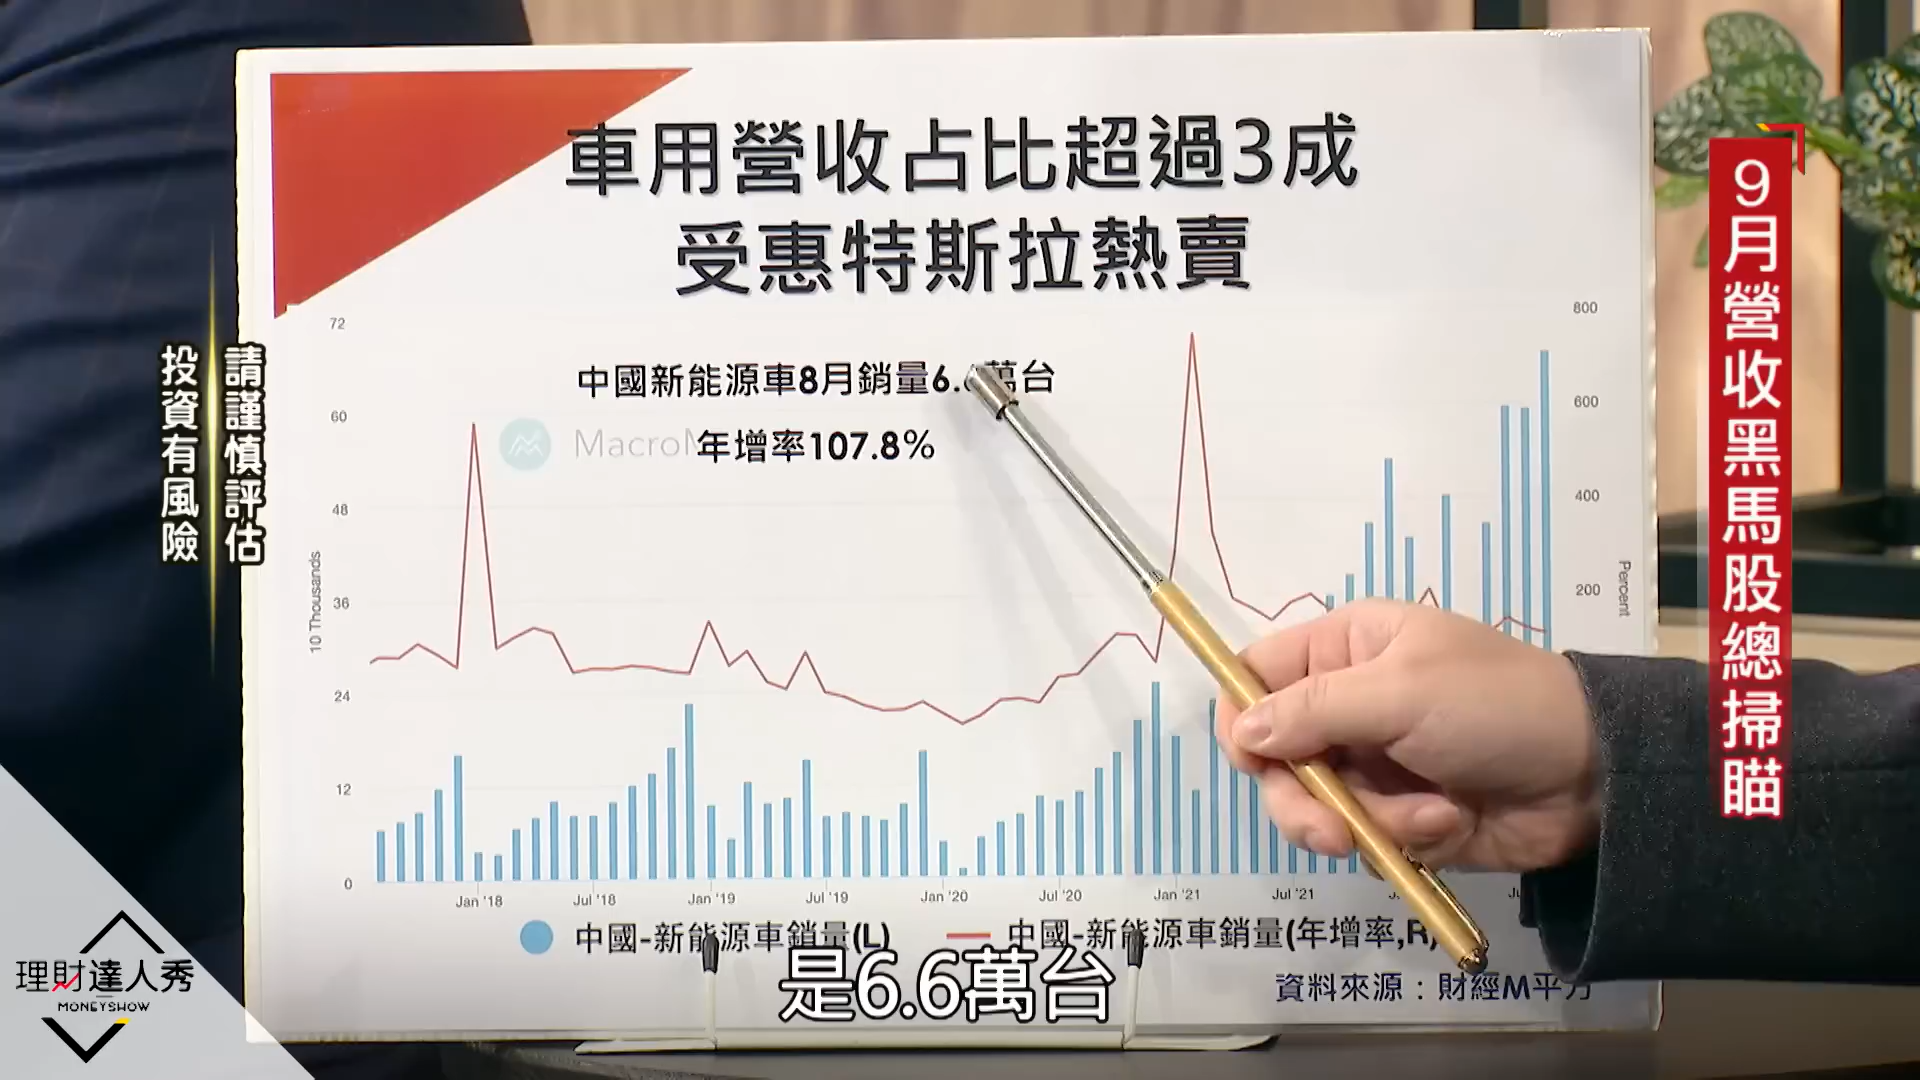 車用營收占比超過3成
受惠特斯拉熱賣
中國新能源車8月銷量6. 萬台
年增率107.8%
Macro
72
60
48
36
24
12
0
10 Thousands
800
600
400
200
Percent
Jan '18
Jul '18
Jan '19
Jul '19
Jan '20
Jul '20
Jan '21
Jul '21
中國-新能源車銷量(L)
中國-新能源車銷量(年增率,R)
資料來源：財經M平方
是6.6萬台
9月營收黑馬股總掃瞄
請謹慎評估
投資有風險
理財達人秀
MONEYSHOW